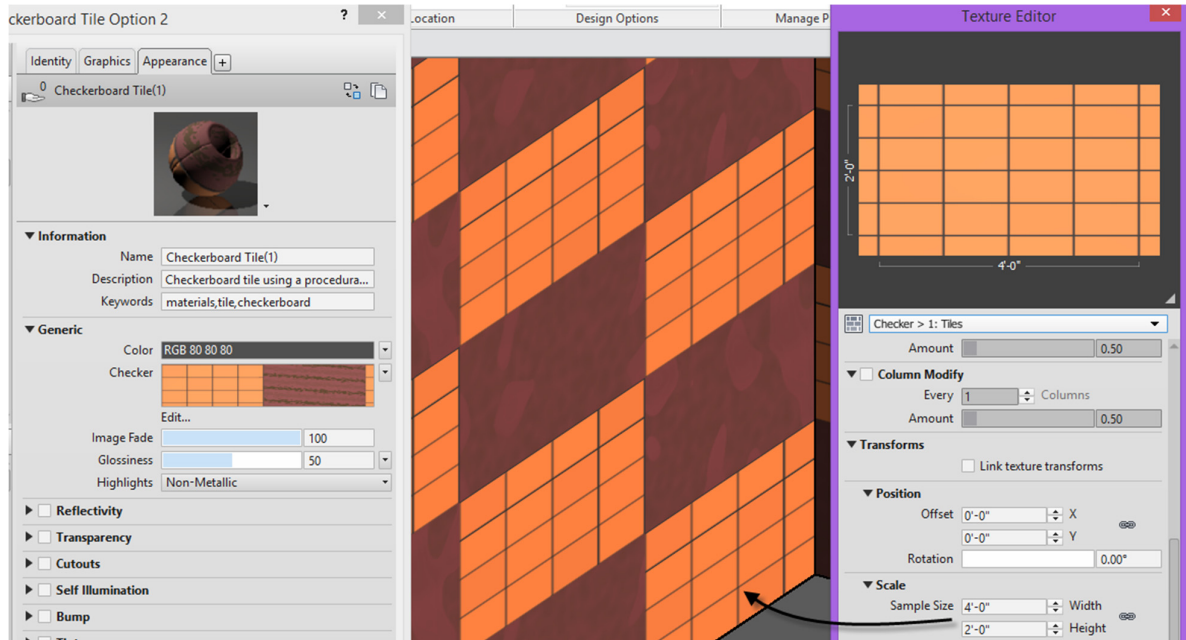 ckerboard Tile Option 2
?
Identity Graphics Appearance +
0 Checkerboard Tile(1)
Information
Name Checkerboard Tile(1)
Description Checkerboard tile using a procedura...
Keywords materials,tile,checkerboard
Generic
Color RGB 80 80 80
Checker
Edit...
Image Fade 100
Glossiness 50
Highlights Non-Metallic
Reflectivity
Transparency
Cutouts
Self Illumination
Bump
.ocation Design Options Manage P
Texture Editor
2'-0"
4'-0"
Checker > 1: Tiles
Amount 0.50
Column Modify
Every 1 Columns
Amount 0.50
Transforms
Link texture transforms
Position
Offset 0'-0" X
0'-0" Y
Rotation 0.00°
Scale
Sample Size 4'-0" Width
2'-0" Height